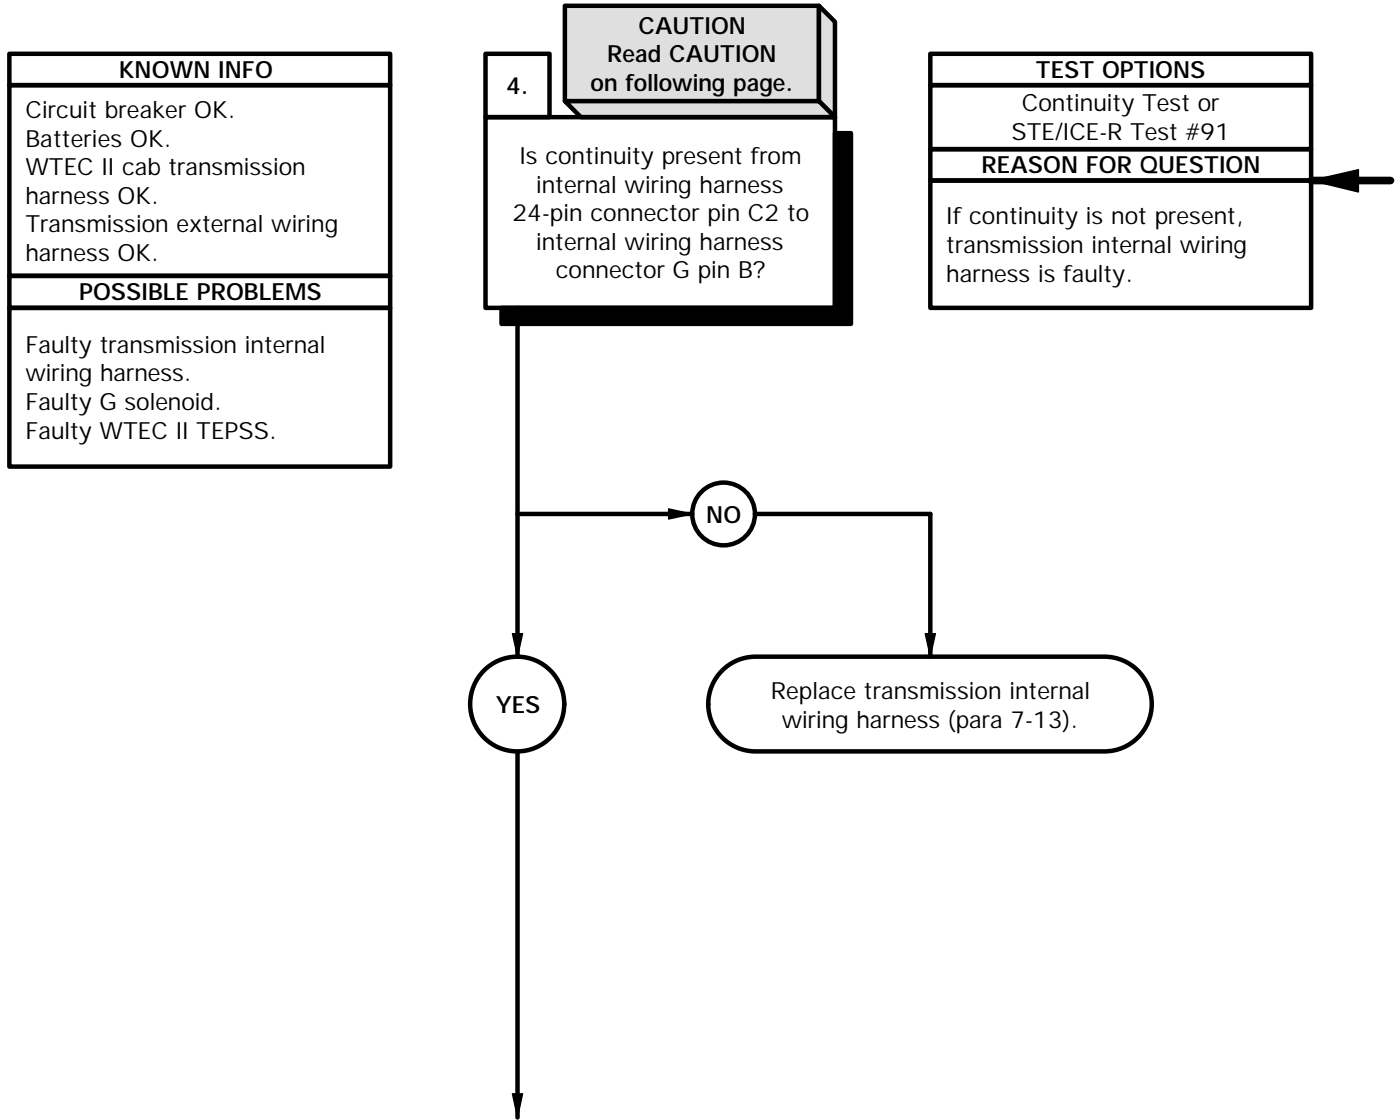 KNOWN INFO
Circuit breaker OK.
Batteries OK.
WTEC II cab transmission
harness OK.
Transmission external wiring
harness OK.
POSSIBLE PROBLEMS
Faulty transmission internal
wiring harness.
Faulty G solenoid.
Faulty WTEC II TEPSS.
CAUTION
Read CAUTION
on following page.
4.
Is continuity present from
internal wiring harness
24-pin connector pin C2 to
internal wiring harness
connector G pin B?
TEST OPTIONS
Continuity Test or
STE/ICE-R Test #91
REASON FOR QUESTION
If continuity is not present,
transmission internal wiring
harness is faulty.
NO
YES
Replace transmission internal
wiring harness (para 7-13).